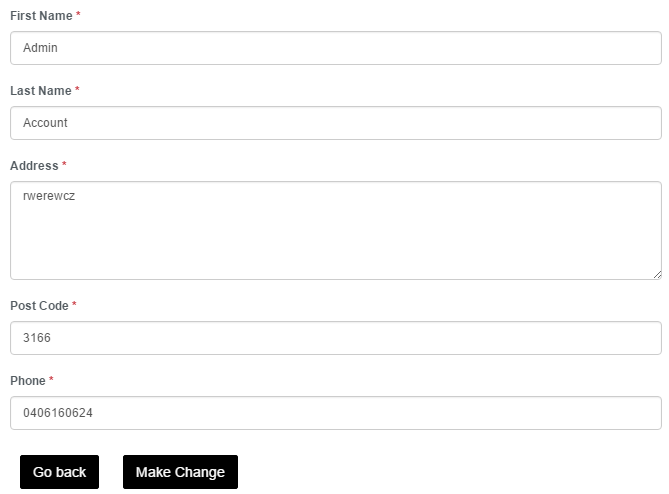 First Name *
Admin
Last Name *
Account
Address *
rwerewcz
Post Code *
3166
Phone *
0406160624
Go back Make Change